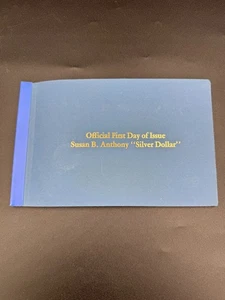 Official First Day of Issue
Susan B. Anthony "Silver Dollar"